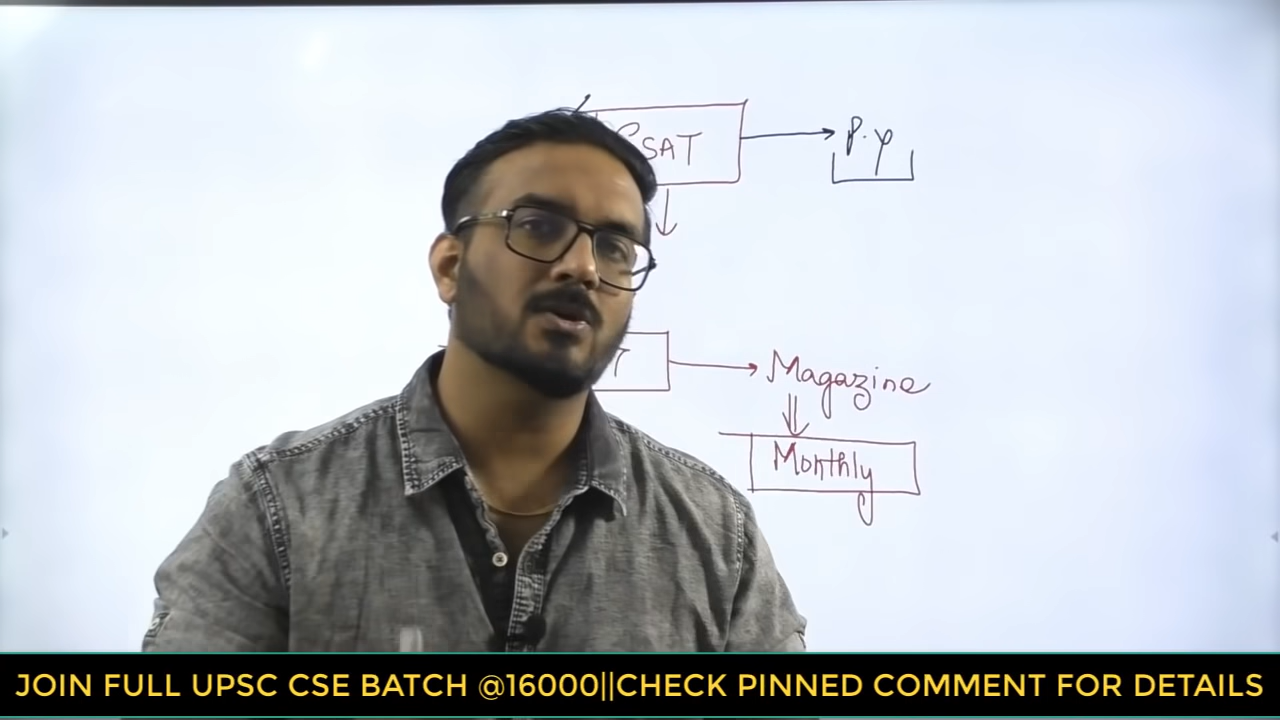 CSAT
P.Y
Magazine
Monthly
JOIN FULL UPSC CSE BATCH @16000||CHECK PINNED COMMENT FOR DETAILS